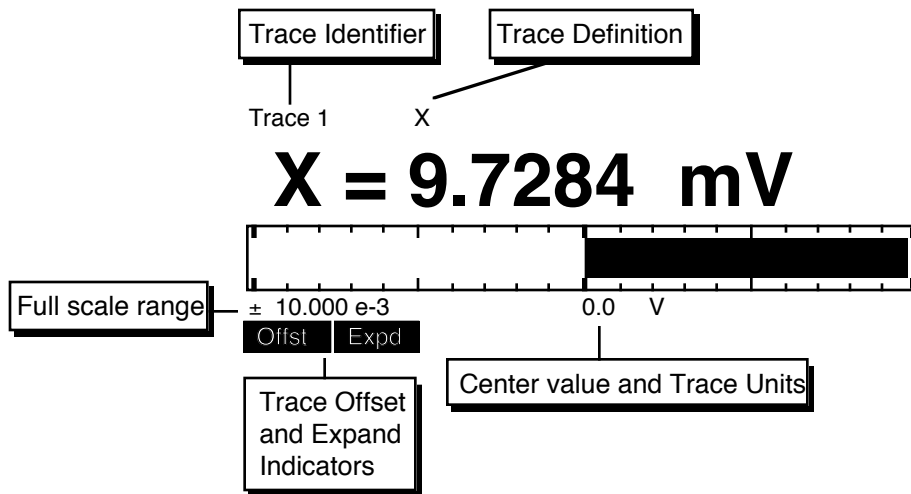 Trace Identifier
Trace Definition
Trace 1
X
X = 9.7284 mV
Full scale range
± 10.000 e-3
0.0 V
Offst
Expd
Trace Offset
and Expand
Indicators
Center value and Trace Units